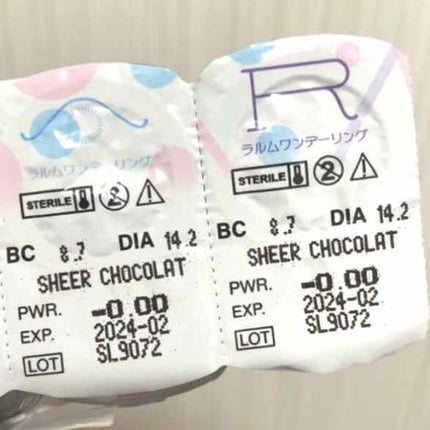 ラルムワンデーリング
STERILE
BC 8.7 DIA 14.2
SHEER CHOCOLAT
PWR. -0.00
EXP. 2024-02
LOT SL9072
R
ラルムワンデーリング
STERILE
BC 8.7 DIA 14.2
SHEER CHOCOLAT
PWR. -0.00
EXP. 2024-02
LOT SL9072